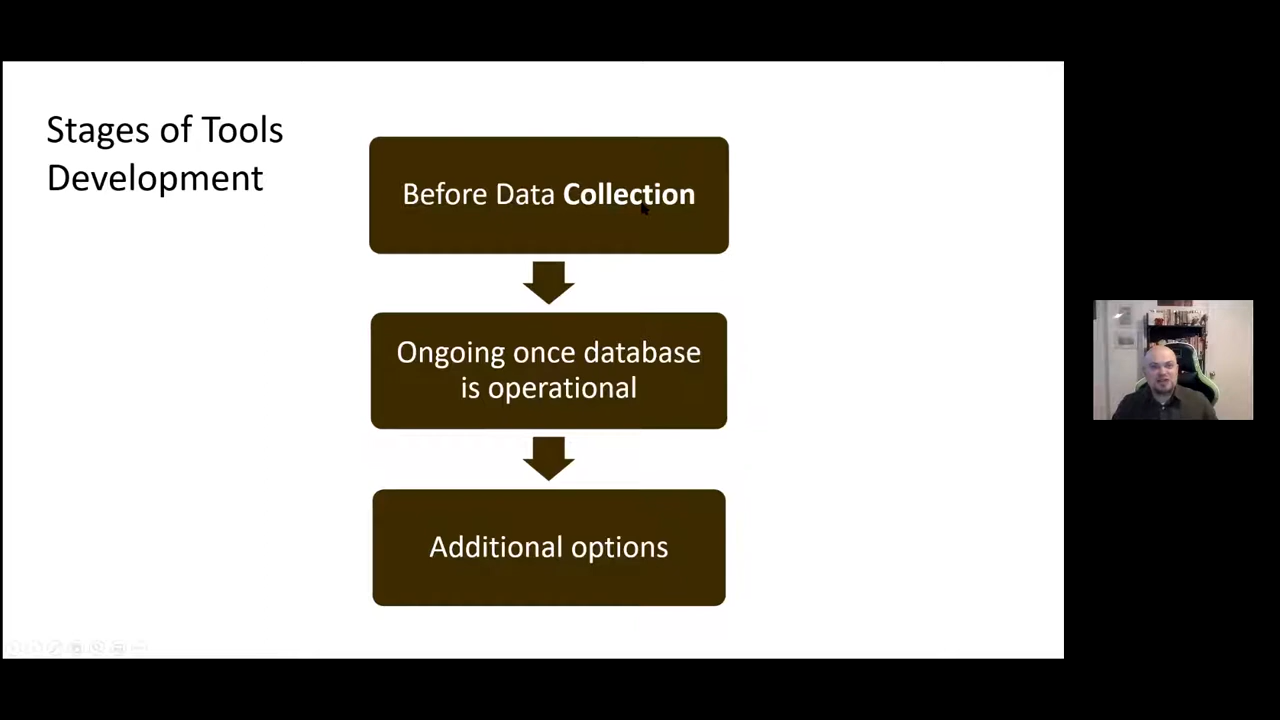 Stages of Tools
Development
Before Data Collection
Ongoing once database
is operational
Additional options